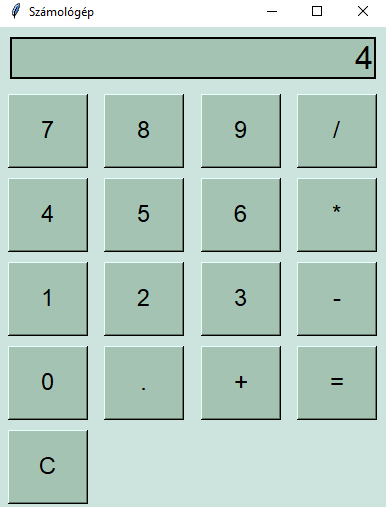 Számológép
4
7 8 9 /
4 5 6 *
1 2 3 -
0 . + =
C